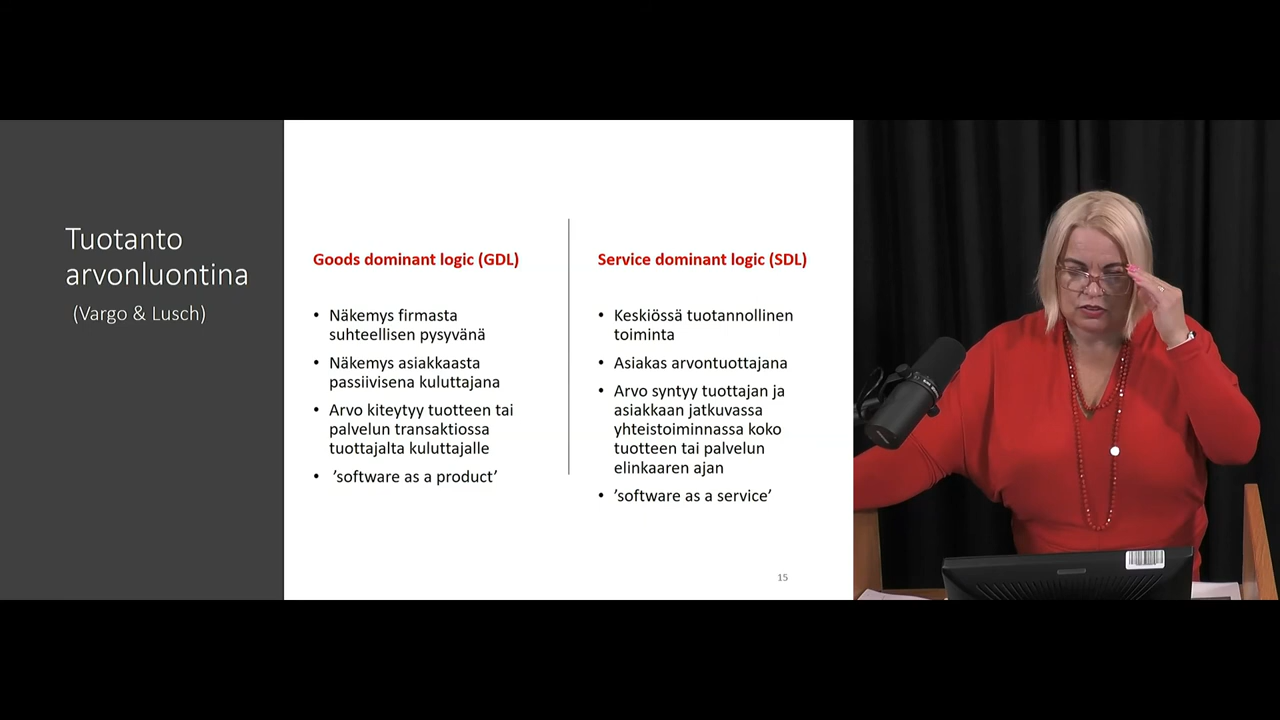 Tuotanto
arvonluontina
(Vargo & Lusch)
Goods dominant logic (GDL)
• Näkemys firmasta
suhteellisen pysyvänä
• Näkemys asiakkaasta
passiivisena kuluttajana
• Arvo kiteytyy tuotteen tai
palvelun transaktiossa
tuottajalta kuluttajalle
• ’software as a product’
Service dominant logic (SDL)
• Keskiössä tuotannollinen
toiminta
• Asiakas arvontuottajana
• Arvo syntyy tuottajan ja
asiakkaan jatkuvassa
yhteistoiminnassa koko
tuotteen tai palvelun
elinkaaren ajan
• ’software as a service’
15